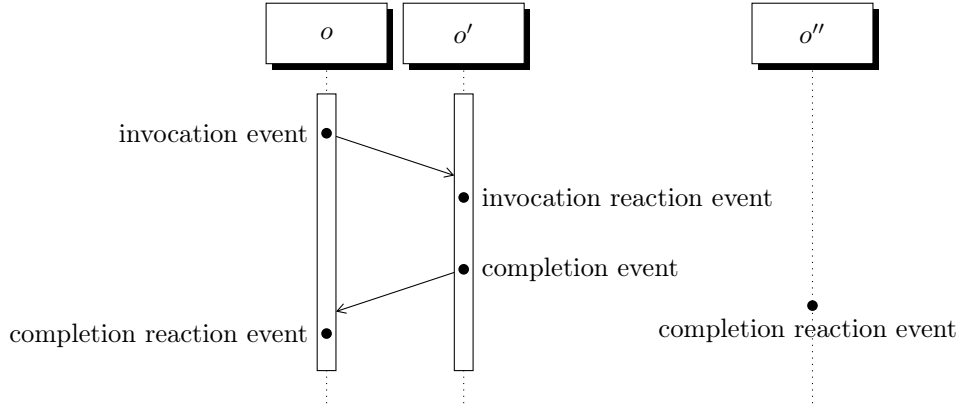 o
o′
o′′
invocation event
invocation reaction event
completion event
completion reaction event
completion reaction event